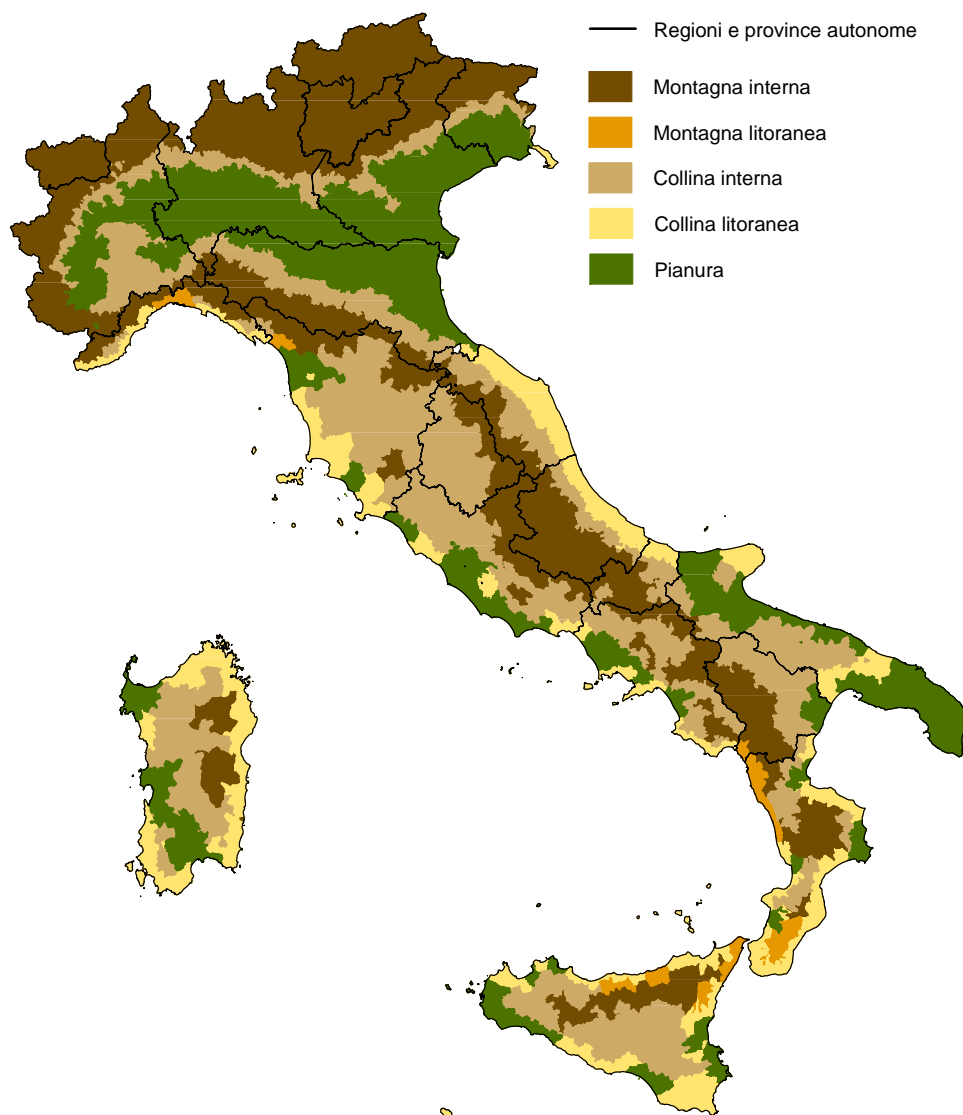 Regioni e province autonome
Montagna interna
Montagna litoranea
Collina interna
Collina litoranea
Pianura